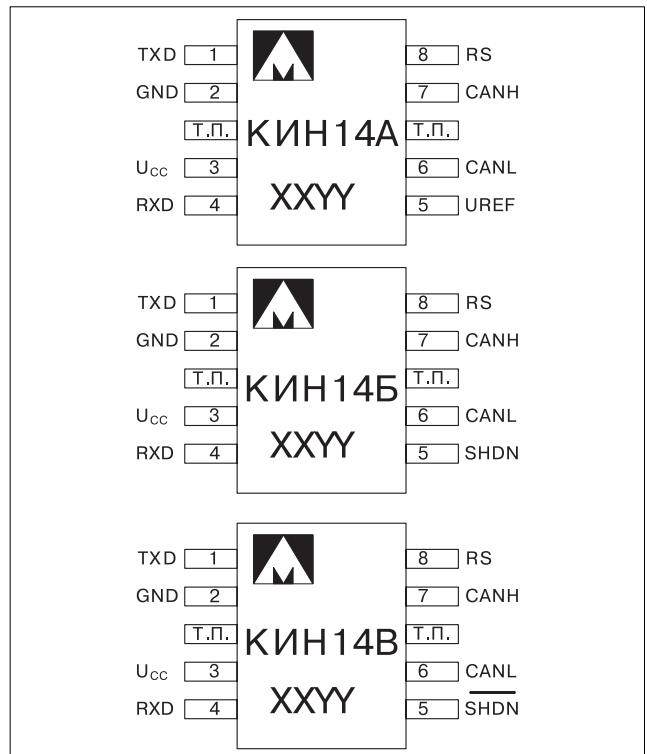 TXD 1 8 RS
GND 2 7 CANH
Т.П. Т.П.
КИН14А
UCC 3 6 CANL
XXYY
RXD 4 5 UREF
TXD 1 8 RS
GND 2 7 CANH
Т.П. Т.П.
КИН14Б
UCC 3 6 CANL
XXYY
RXD 4 5 SHDN
TXD 1 8 RS
GND 2 7 CANH
Т.П. Т.П.
КИН14В
UCC 3 6 CANL
XXYY
RXD 4 5 S̅H̅D̅N̅